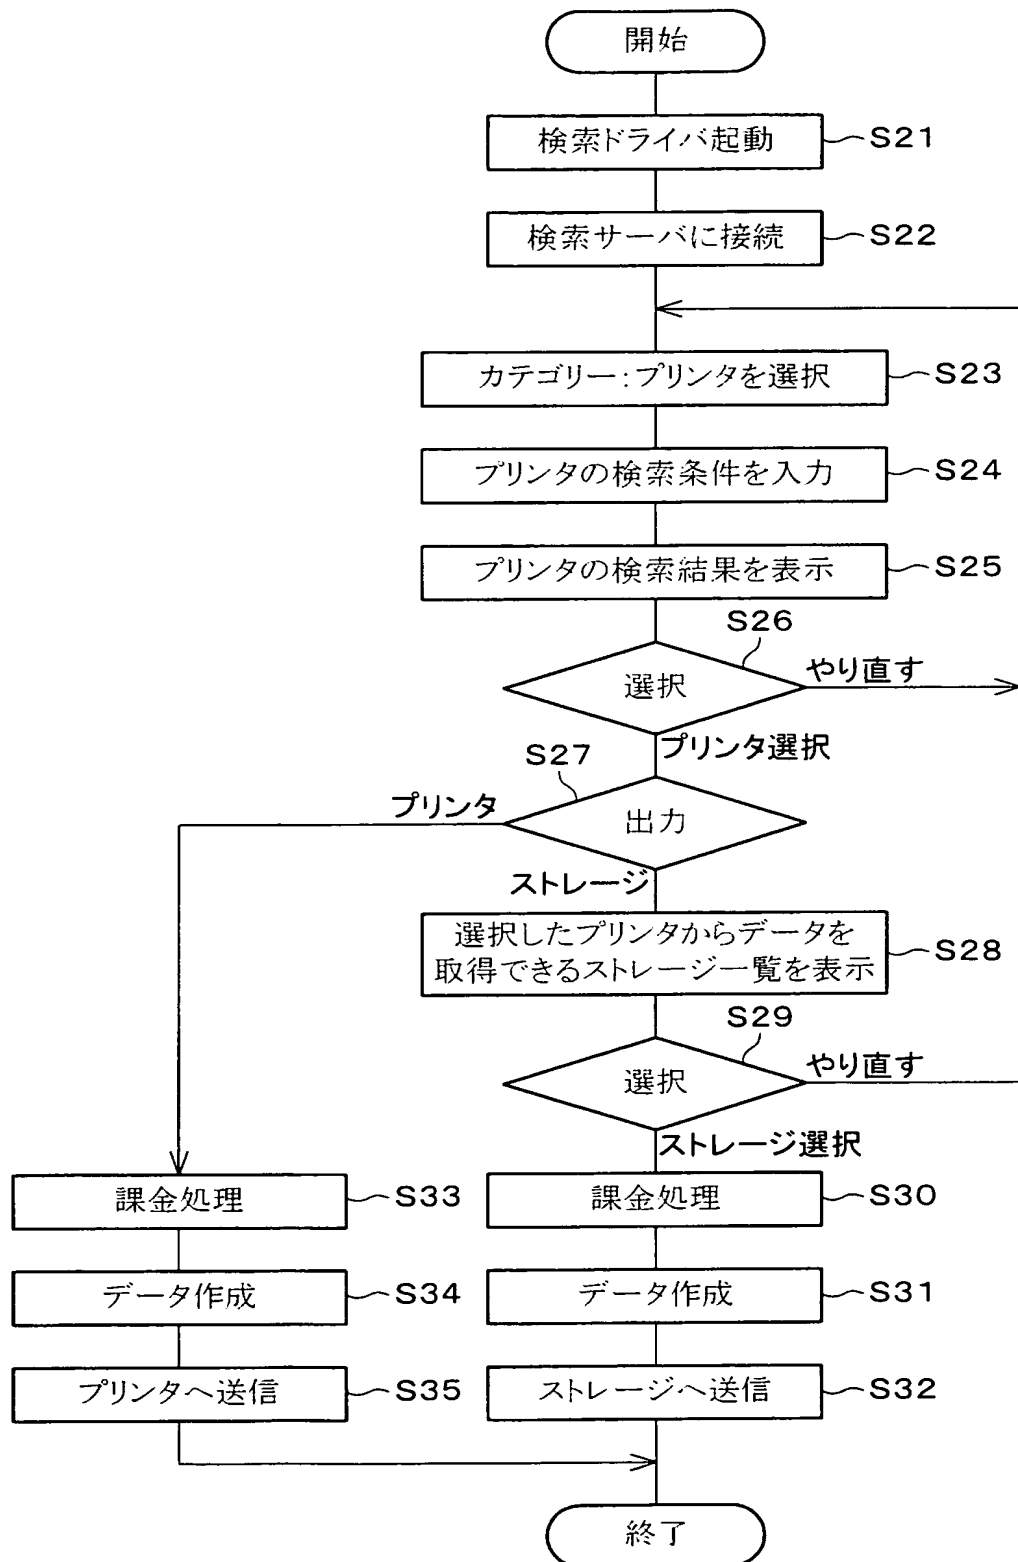 開始
検索ドライバ起動
S21
検索サーバに接続
S22
カテゴリー:プリンタを選択
S23
プリンタの検索条件を入力
S24
プリンタの検索結果を表示
S25
S26
選択
やり直す
プリンタ選択
S27
プリンタ
出力
ストレージ
選択したプリンタからデータを
取得できるストレージ一覧を表示
S28
S29
選択
やり直す
ストレージ選択
課金処理
S33
課金処理
S30
データ作成
S34
データ作成
S31
プリンタへ送信
S35
ストレージへ送信
S32
終了